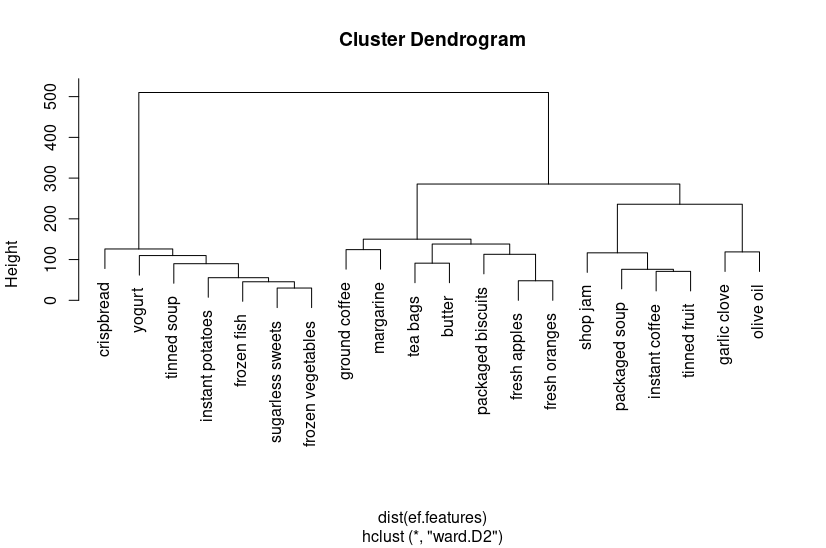 Cluster Dendrogram
Height
500
400
300
200
100
0
crispbread
yogurt
tinned soup
instant potatoes
frozen fish
sugarless sweets
frozen vegetables
ground coffee
margarine
tea bags
butter
packaged biscuits
fresh apples
fresh oranges
shop jam
packaged soup
instant coffee
tinned fruit
garlic clove
olive oil
dist(ef.features)
hclust (*, "ward.D2")